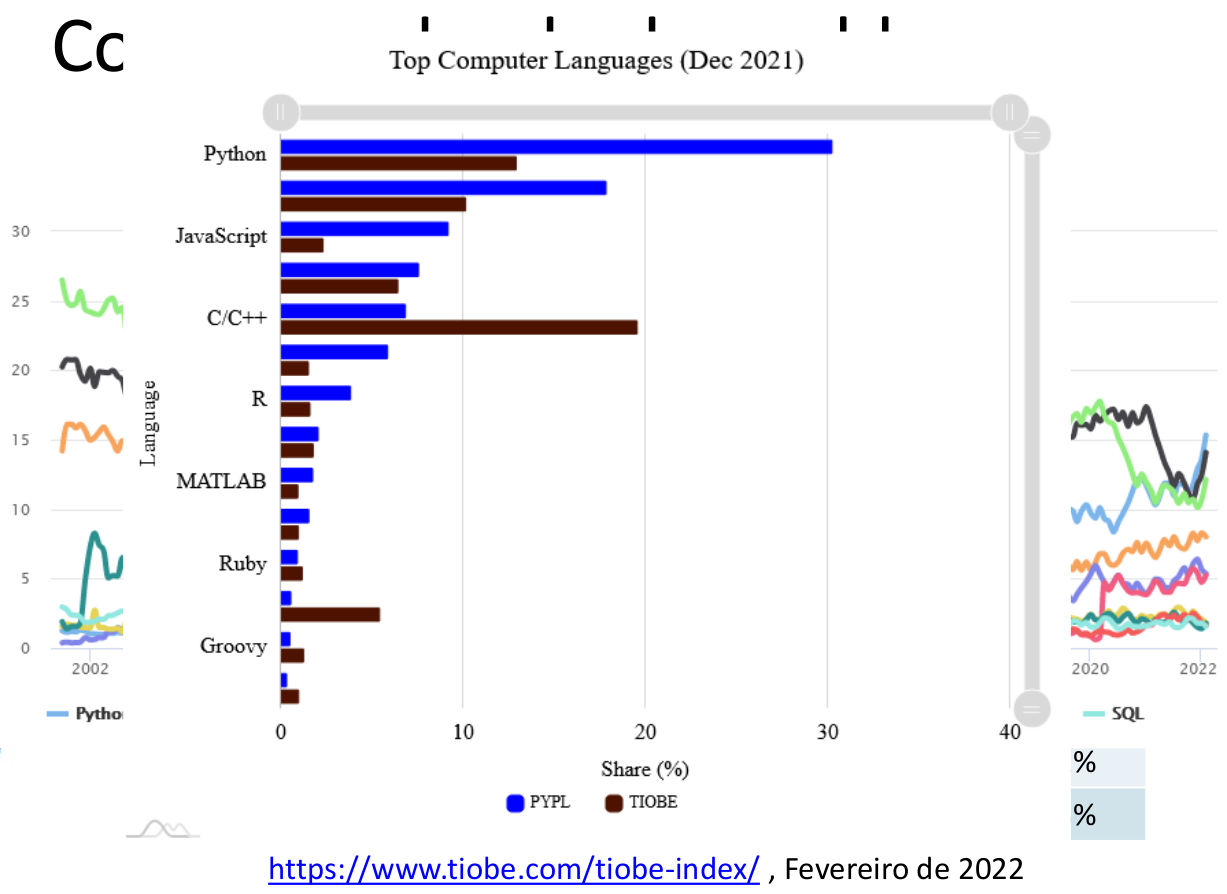 Top Computer Languages (Dec 2021)
Python
JavaScript
C/C++
R
MATLAB
Ruby
Groovy
Language
0 10 20 30 40
Share (%)
PYPL TIOBE
30
25
20
15
10
5
0
2002
2020 2022
SQL
%
%
https://www.tiobe.com/tiobe-index/ , Fevereiro de 2022